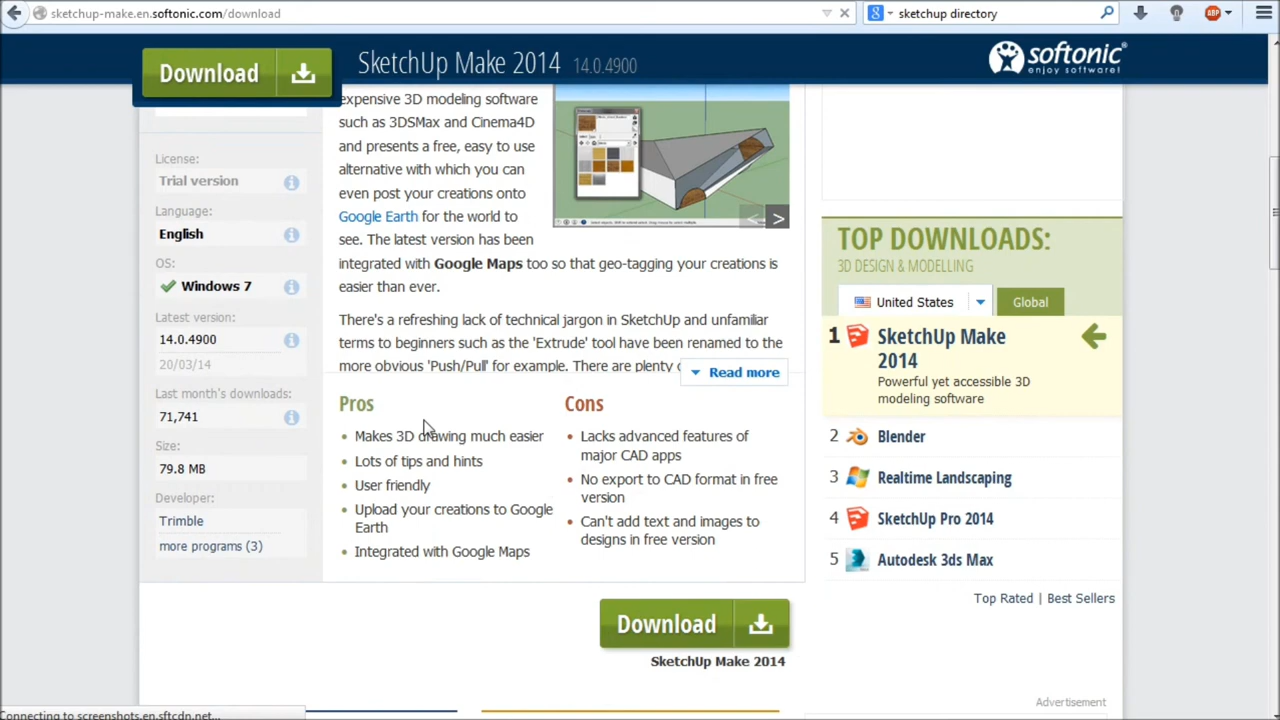 sketchup-make.en.softonic.com/download
sketchup directory
ABP
Download
SketchUp Make 2014 14.0.4900
softonic
enjoy software!
License:
Trial version
Language:
English
OS:
Windows 7
Latest version:
14.0.4900
20/03/14
Last month's downloads:
71,741
Size:
79.8 MB
Developer:
Trimble
more programs (3)
expensive 3D modeling software
such as 3DSMax and Cinema4D
and presents a free, easy to use
alternative with which you can
even post your creations onto
Google Earth for the world to
see. The latest version has been
integrated with Google Maps too so that geo-tagging your creations is
easier than ever.
There's a refreshing lack of technical jargon in SketchUp and unfamiliar
terms to beginners such as the 'Extrude' tool have been renamed to the
more obvious 'Push/Pull' for example. There are plenty
Read more
Pros
Makes 3D drawing much easier
Lots of tips and hints
User friendly
Upload your creations to Google
Earth
Integrated with Google Maps
Cons
Lacks advanced features of
major CAD apps
No export to CAD format in free
version
Can't add text and images to
designs in free version
Download
SketchUp Make 2014
TOP DOWNLOADS:
3D DESIGN & MODELLING
United States
Global
1 SketchUp Make
2014
Powerful yet accessible 3D
modeling software
2 Blender
3 Realtime Landscaping
4 SketchUp Pro 2014
5 Autodesk 3ds Max
Top Rated | Best Sellers
Advertisement
Connecting to screenshots.en.sftcdn.net...